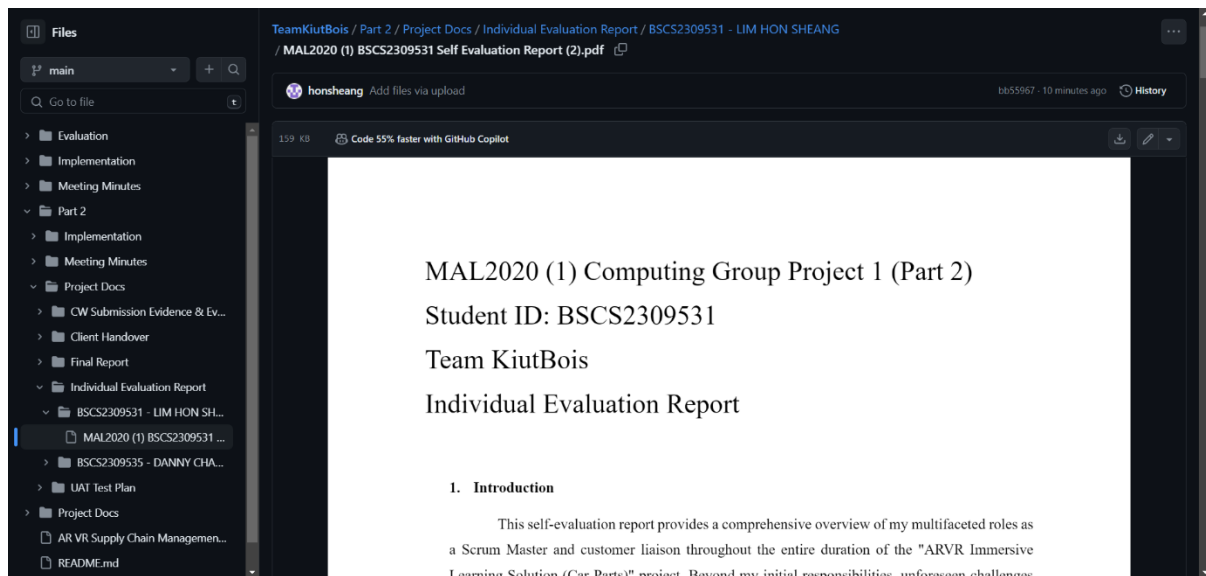 Files
main
Go to file
t
Evaluation
Implementation
Meeting Minutes
Part 2
Implementation
Meeting Minutes
Project Docs
CW Submission Evidence & Ev...
Client Handover
Final Report
Individual Evaluation Report
BSCS2309531 - LIM HON SH...
MAL2020 (1) BSCS2309531 ...
BSCS2309535 - DANNY CHA...
UAT Test Plan
Project Docs
AR VR Supply Chain Managemen...
README.md
TeamKiutBois / Part 2 / Project Docs / Individual Evaluation Report / BSCS2309531 - LIM HON SHEANG
/ MAL2020 (1) BSCS2309531 Self Evaluation Report (2).pdf
honsheang Add files via upload
bb55967 · 10 minutes ago History
159 KB Code 55% faster with GitHub Copilot
MAL2020 (1) Computing Group Project 1 (Part 2)
Student ID: BSCS2309531
Team KiutBois
Individual Evaluation Report
1. Introduction
This self-evaluation report provides a comprehensive overview of my multifaceted roles as
a Scrum Master and customer liaison throughout the entire duration of the "ARVR Immersive
Learning Solution (Car Parts)" project. Beyond my initial responsibilities, unforeseen challenges